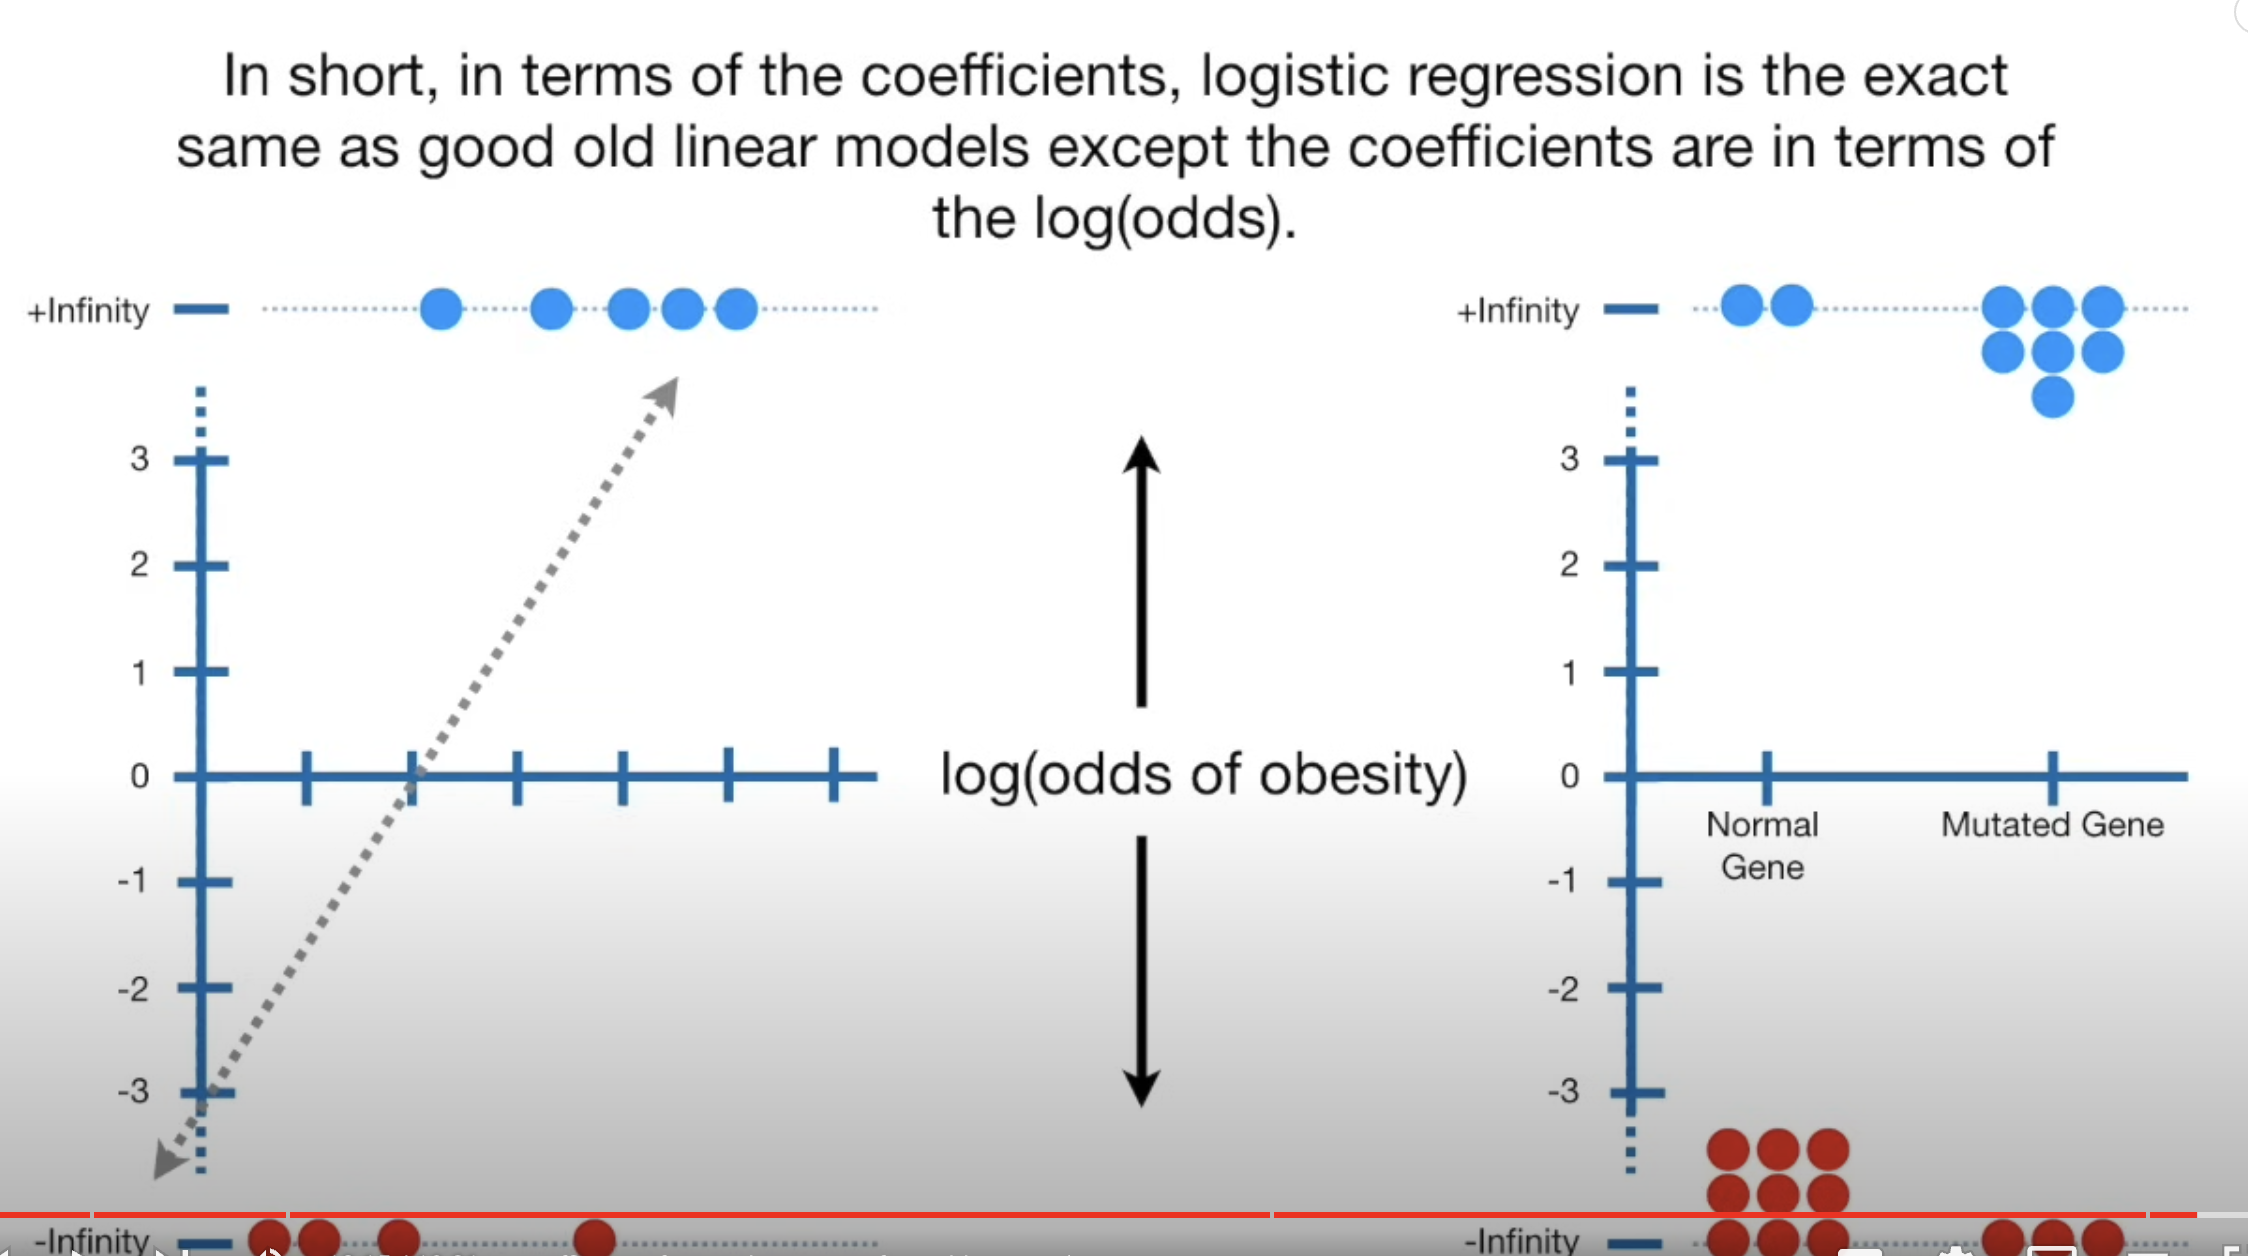 In short, in terms of the coefficients, logistic regression is the exact
same as good old linear models except the coefficients are in terms of
the log(odds).
+Infinity
3
2
1
0
-1
-2
-3
-Infinity
log(odds of obesity)
+Infinity
3
2
1
0
-1
-2
-3
-Infinity
Normal
Gene
Mutated Gene